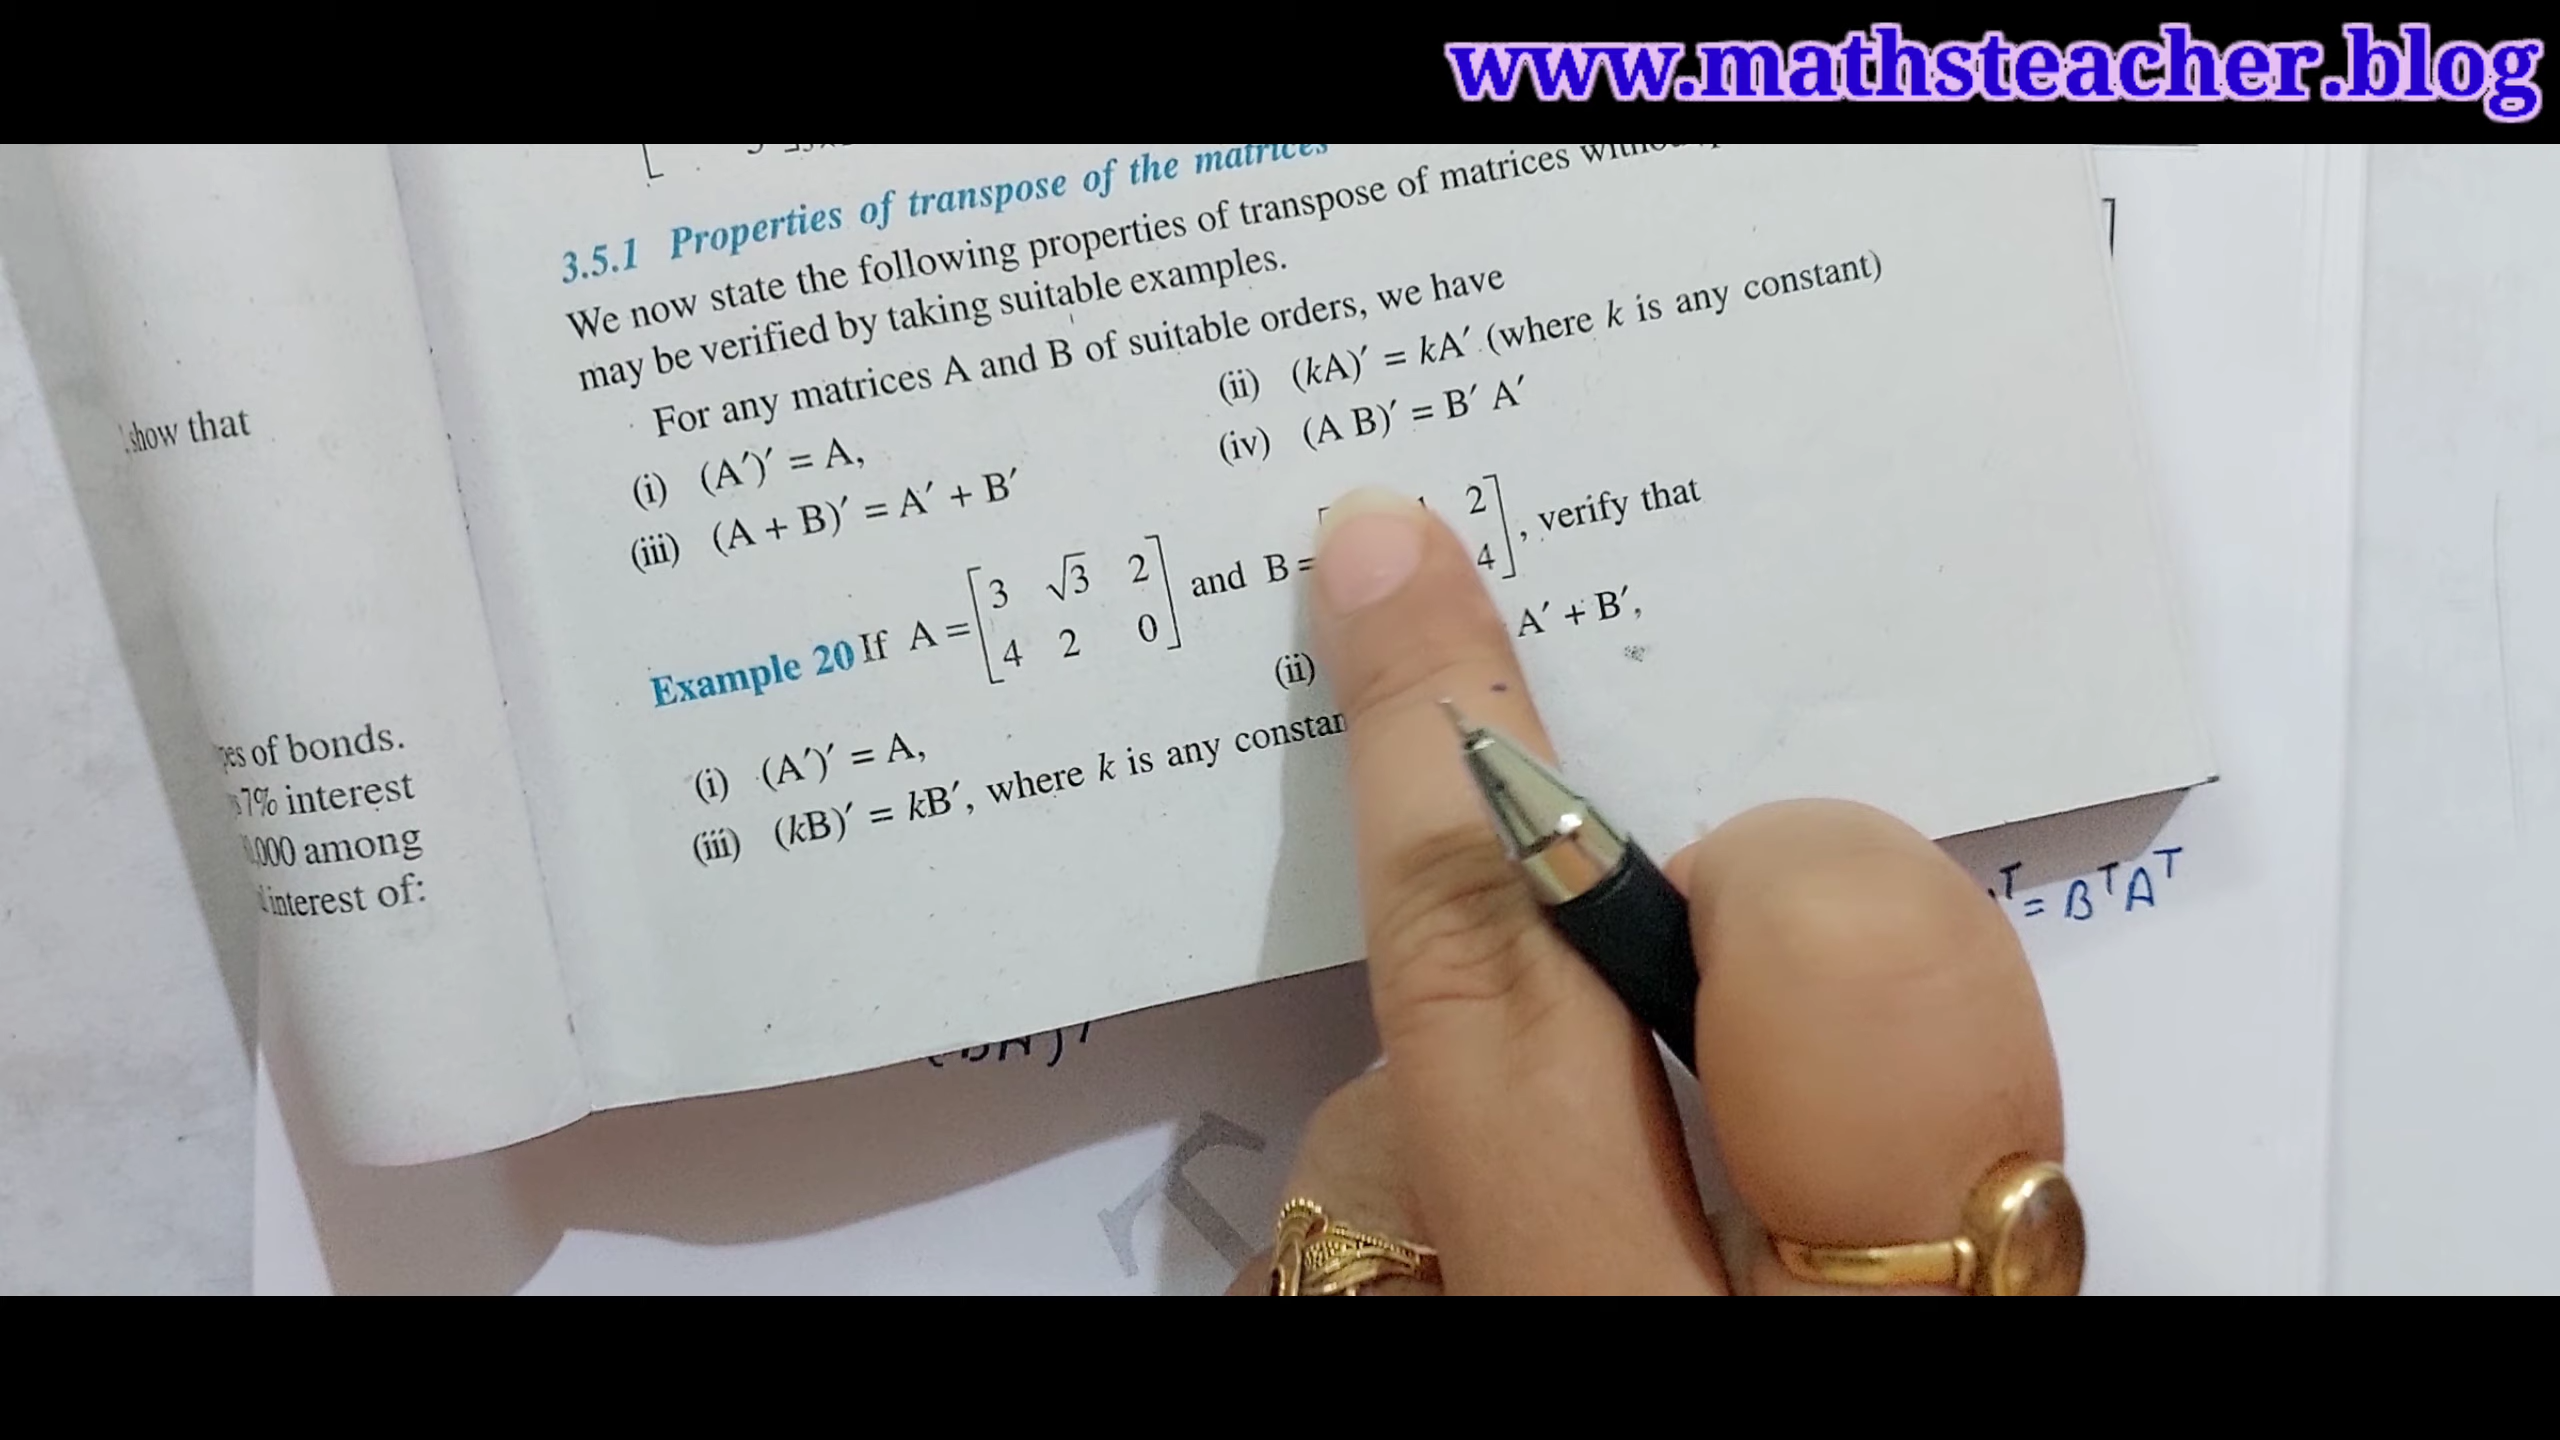 www.mathsteacher.blog
3.5.1 Properties of transpose of the matrices
We now state the following properties of transpose of matrices
may be verified by taking suitable examples.
For any matrices A and B of suitable orders, we have
(i) (A′)′ = A,
(ii) (kA)′ = kA′ (where k is any constant)
(iii) (A + B)′ = A′ + B′
(iv) (A B)′ = B′ A′
Example 20 If A = [3 √3 2
4 2 0] and B = [ 2
4], verify that
(i) (A′)′ = A,
(ii) A′ + B′,
(iii) (kB)′ = kB′, where k is any
show that
of bonds.
7% interest
000 among
interest of:
T = BᵀAᵀ